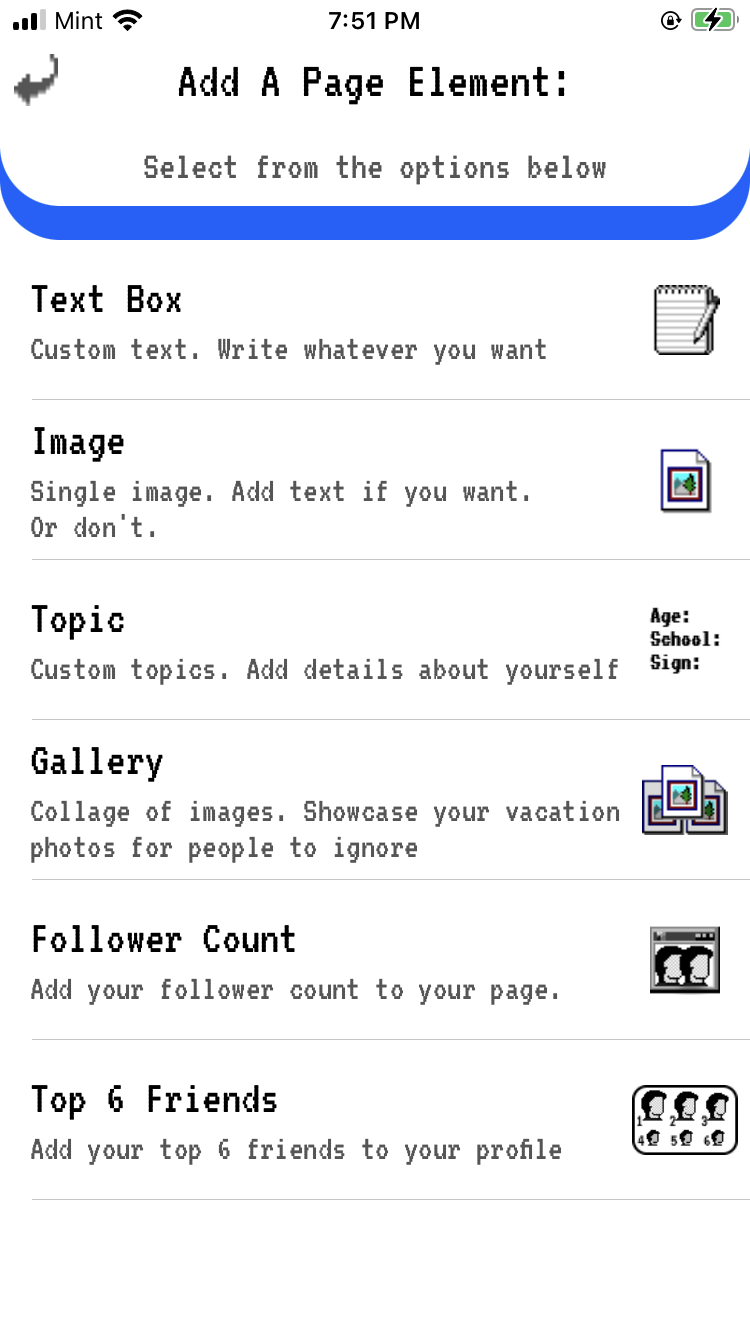 Mint 7:51 PM
Add A Page Element:
Select from the options below
Text Box
Custom text. Write whatever you want
Image
Single image. Add text if you want.
Or don't.
Topic
Custom topics. Add details about yourself
Age:
School:
Sign:
Gallery
Collage of images. Showcase your vacation
photos for people to ignore
Follower Count
Add your follower count to your page.
Top 6 Friends
Add your top 6 friends to your profile
1 2 3
4 5 6